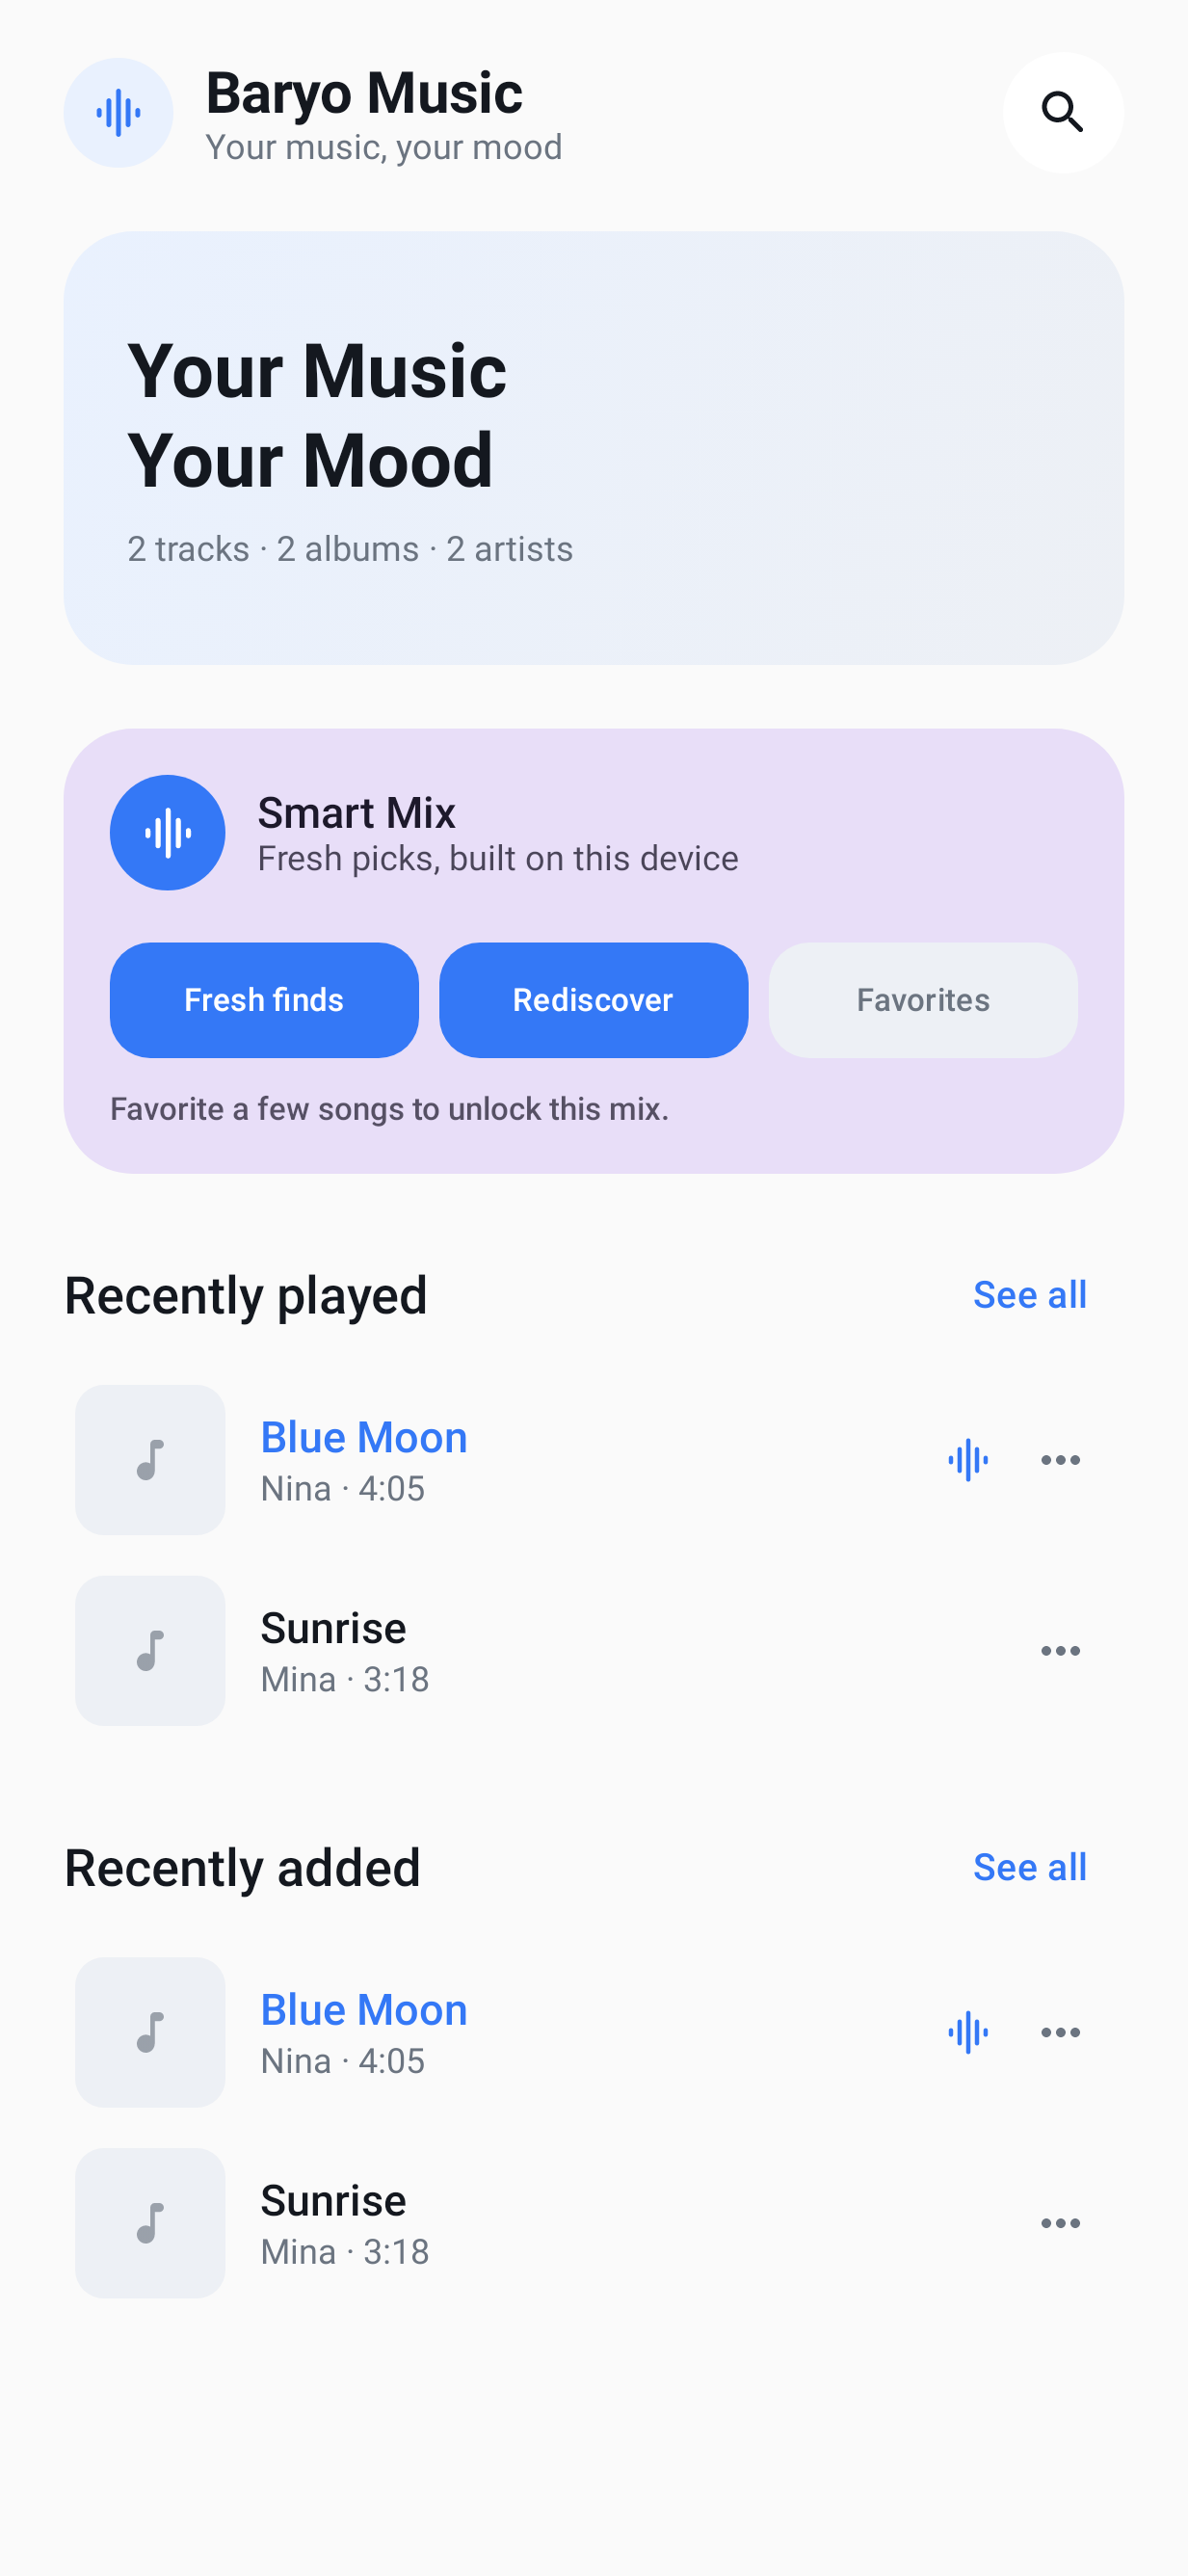 Baryo Music
Your music, your mood
Your Music
Your Mood
2 tracks · 2 albums · 2 artists
Smart Mix
Fresh picks, built on this device
Fresh finds
Rediscover
Favorites
Favorite a few songs to unlock this mix.
Recently played
See all
Blue Moon
Nina · 4:05
Sunrise
Mina · 3:18
Recently added
See all
Blue Moon
Nina · 4:05
Sunrise
Mina · 3:18